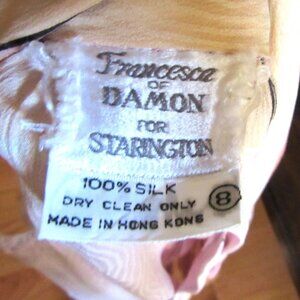 Francesca
OF
DAMON
FOR
STARINGTON
100% SILK
DRY CLEAN ONLY
8
MADE IN HONG KONG